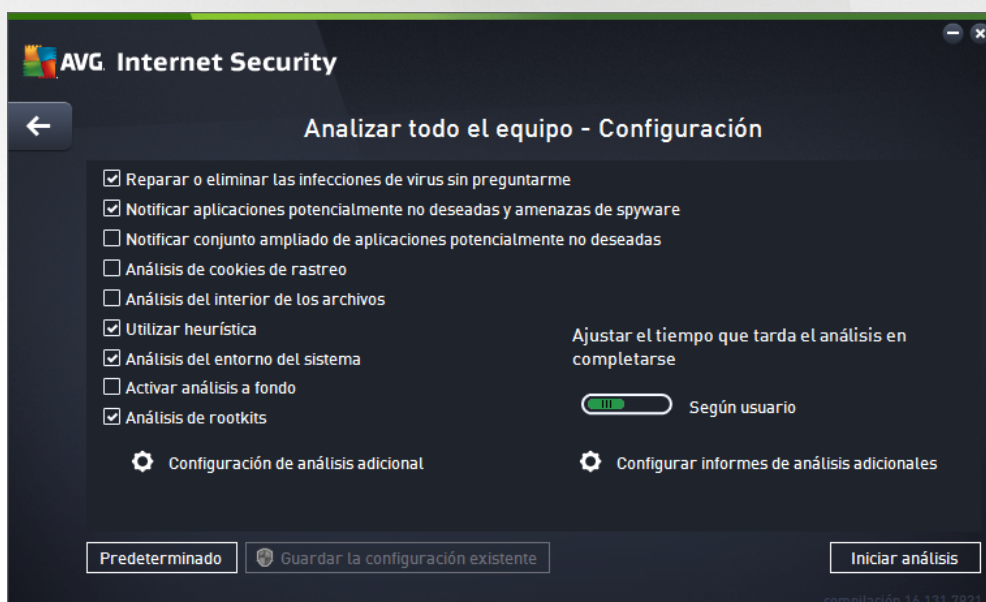 AVG. Internet Security
Analizar todo el equipo - Configuración
Reparar o eliminar las infecciones de virus sin preguntarme
Notificar aplicaciones potencialmente no deseadas y amenazas de spyware
Notificar conjunto ampliado de aplicaciones potencialmente no deseadas
Análisis de cookies de rastreo
Análisis del interior de los archivos
Utilizar heurística
Análisis del entorno del sistema
Activar análisis a fondo
Análisis de rootkits
Ajustar el tiempo que tarda el análisis en
completarse
Según usuario
Configuración de análisis adicional
Configurar informes de análisis adicionales
Predeterminado
Guardar la configuración existente
Iniciar análisis
compilación 16.131.7921